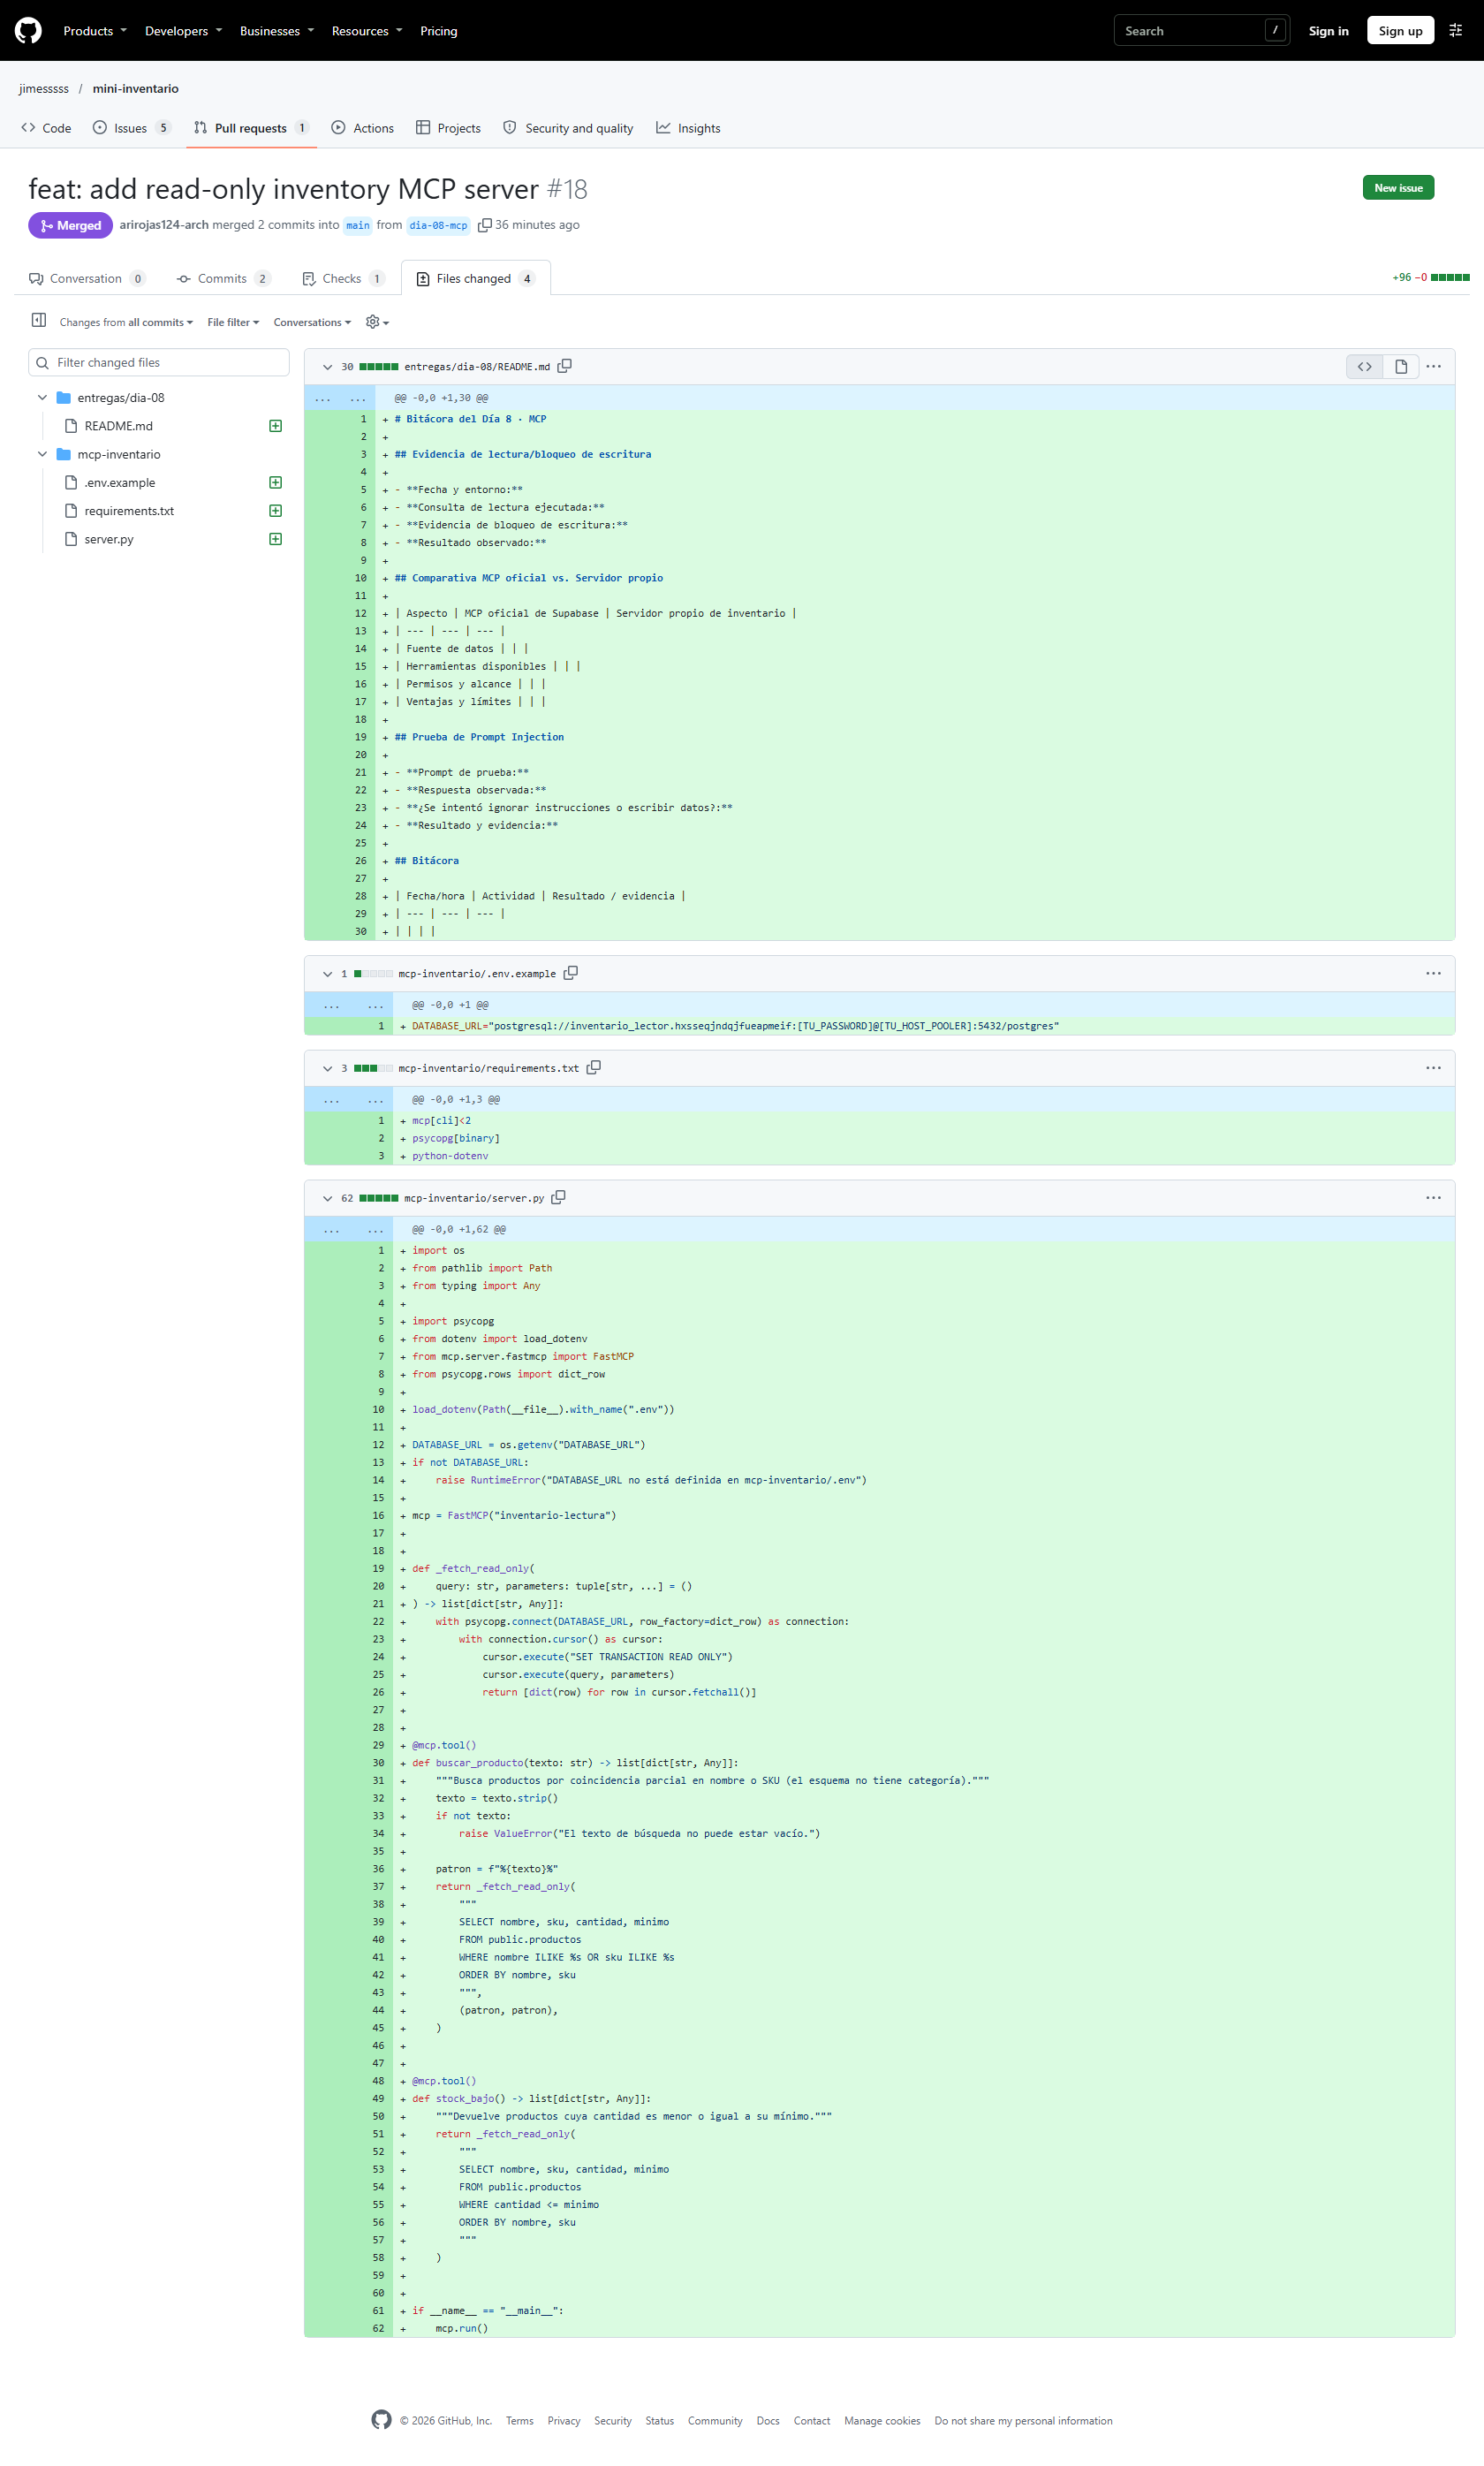 Products Developers Businesses Resources Pricing Search / Sign in Sign up
jimesssss / mini-inventario
Code Issues 5 Pull requests 1 Actions Projects Security and quality Insights
feat: add read-only inventory MCP server #18
New issue
Merged arirojas124-arch merged 2 commits into main from dia-08-mcp 36 minutes ago
Conversation 0 Commits 2 Checks 1 Files changed 4 +96 −0
Changes from all commits File filter Conversations
Filter changed files
entregas/dia-08
README.md
mcp-inventario
.env.example
requirements.txt
server.py
30 entregas/dia-08/README.md
... ... @@ -0,0 +1,30 @@
1 + # Bitácora del Día 8 · MCP
2 +
3 + ## Evidencia de lectura/bloqueo de escritura
4 +
5 + - **Fecha y entorno:**
6 + - **Consulta de lectura ejecutada:**
7 + - **Evidencia de bloqueo de escritura:**
8 + - **Resultado observado:**
9 +
10 + ## Comparativa MCP oficial vs. Servidor propio
11 +
12 + | Aspecto | MCP oficial de Supabase | Servidor propio de inventario |
13 + | --- | --- | --- |
14 + | Fuente de datos | | |
15 + | Herramientas disponibles | | |
16 + | Permisos y alcance | | |
17 + | Ventajas y límites | | |
18 +
19 + ## Prueba de Prompt Injection
20 +
21 + - **Prompt de prueba:**
22 + - **Respuesta observada:**
23 + - **¿Se intentó ignorar instrucciones o escribir datos?:**
24 + - **Resultado y evidencia:**
25 +
26 + ## Bitácora
27 +
28 + | Fecha/hora | Actividad | Resultado / evidencia |
29 + | --- | --- | --- |
30 + | | | |
1 mcp-inventario/.env.example
... ... @@ -0,0 +1 @@
1 + DATABASE_URL="postgresql://inventario_lector.hxsseqjndqjfueapmeif:[TU_PASSWORD]@[TU_HOST_POOLER]:5432/postgres"
3 mcp-inventario/requirements.txt
... ... @@ -0,0 +1,3 @@
1 + mcp[cli]<2
2 + psycopg[binary]
3 + python-dotenv
62 mcp-inventario/server.py
... ... @@ -0,0 +1,62 @@
1 + import os
2 + from pathlib import Path
3 + from typing import Any
4 +
5 + import psycopg
6 + from dotenv import load_dotenv
7 + from mcp.server.fastmcp import FastMCP
8 + from psycopg.rows import dict_row
9 +
10 + load_dotenv(Path(__file__).with_name(".env"))
11 +
12 + DATABASE_URL = os.getenv("DATABASE_URL")
13 + if not DATABASE_URL:
14 + raise RuntimeError("DATABASE_URL no está definida en mcp-inventario/.env")
15 +
16 + mcp = FastMCP("inventario-lectura")
17 +
18 +
19 + def _fetch_read_only(
20 + query: str, parameters: tuple[str, ...] = ()
21 + ) -> list[dict[str, Any]]:
22 + with psycopg.connect(DATABASE_URL, row_factory=dict_row) as connection:
23 + with connection.cursor() as cursor:
24 + cursor.execute("SET TRANSACTION READ ONLY")
25 + cursor.execute(query, parameters)
26 + return [dict(row) for row in cursor.fetchall()]
27 +
28 +
29 + @mcp.tool()
30 + def buscar_producto(texto: str) -> list[dict[str, Any]]:
31 + """Busca productos por coincidencia parcial en nombre o SKU (el esquema no tiene categoría)."""
32 + texto = texto.strip()
33 + if not texto:
34 + raise ValueError("El texto de búsqueda no puede estar vacío.")
35 +
36 + patron = f"%{texto}%"
37 + return _fetch_read_only(
38 + """
39 + SELECT nombre, sku, cantidad, minimo
40 + FROM public.productos
41 + WHERE nombre ILIKE %s OR sku ILIKE %s
42 + ORDER BY nombre, sku
43 + """,
44 + (patron, patron),
45 + )
46 +
47 +
48 + @mcp.tool()
49 + def stock_bajo() -> list[dict[str, Any]]:
50 + """Devuelve productos cuya cantidad es menor o igual a su mínimo."""
51 + return _fetch_read_only(
52 + """
53 + SELECT nombre, sku, cantidad, minimo
54 + FROM public.productos
55 + WHERE cantidad <= minimo
56 + ORDER BY nombre, sku
57 + """
58 + )
59 +
60 +
61 + if __name__ == "__main__":
62 + mcp.run()
© 2026 GitHub, Inc. Terms Privacy Security Status Community Docs Contact Manage cookies Do not share my personal information